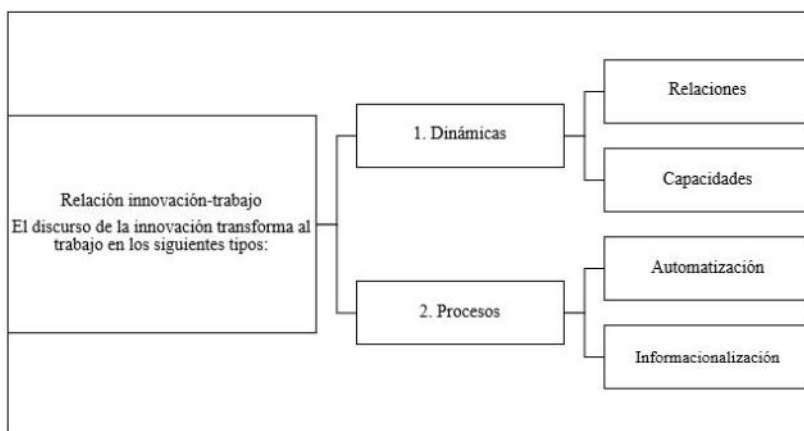 Relación innovación-trabajo
El discurso de la innovación transforma al
trabajo en los siguientes tipos:
1. Dinámicas
Relaciones
Capacidades
2. Procesos
Automatización
Informacionalización